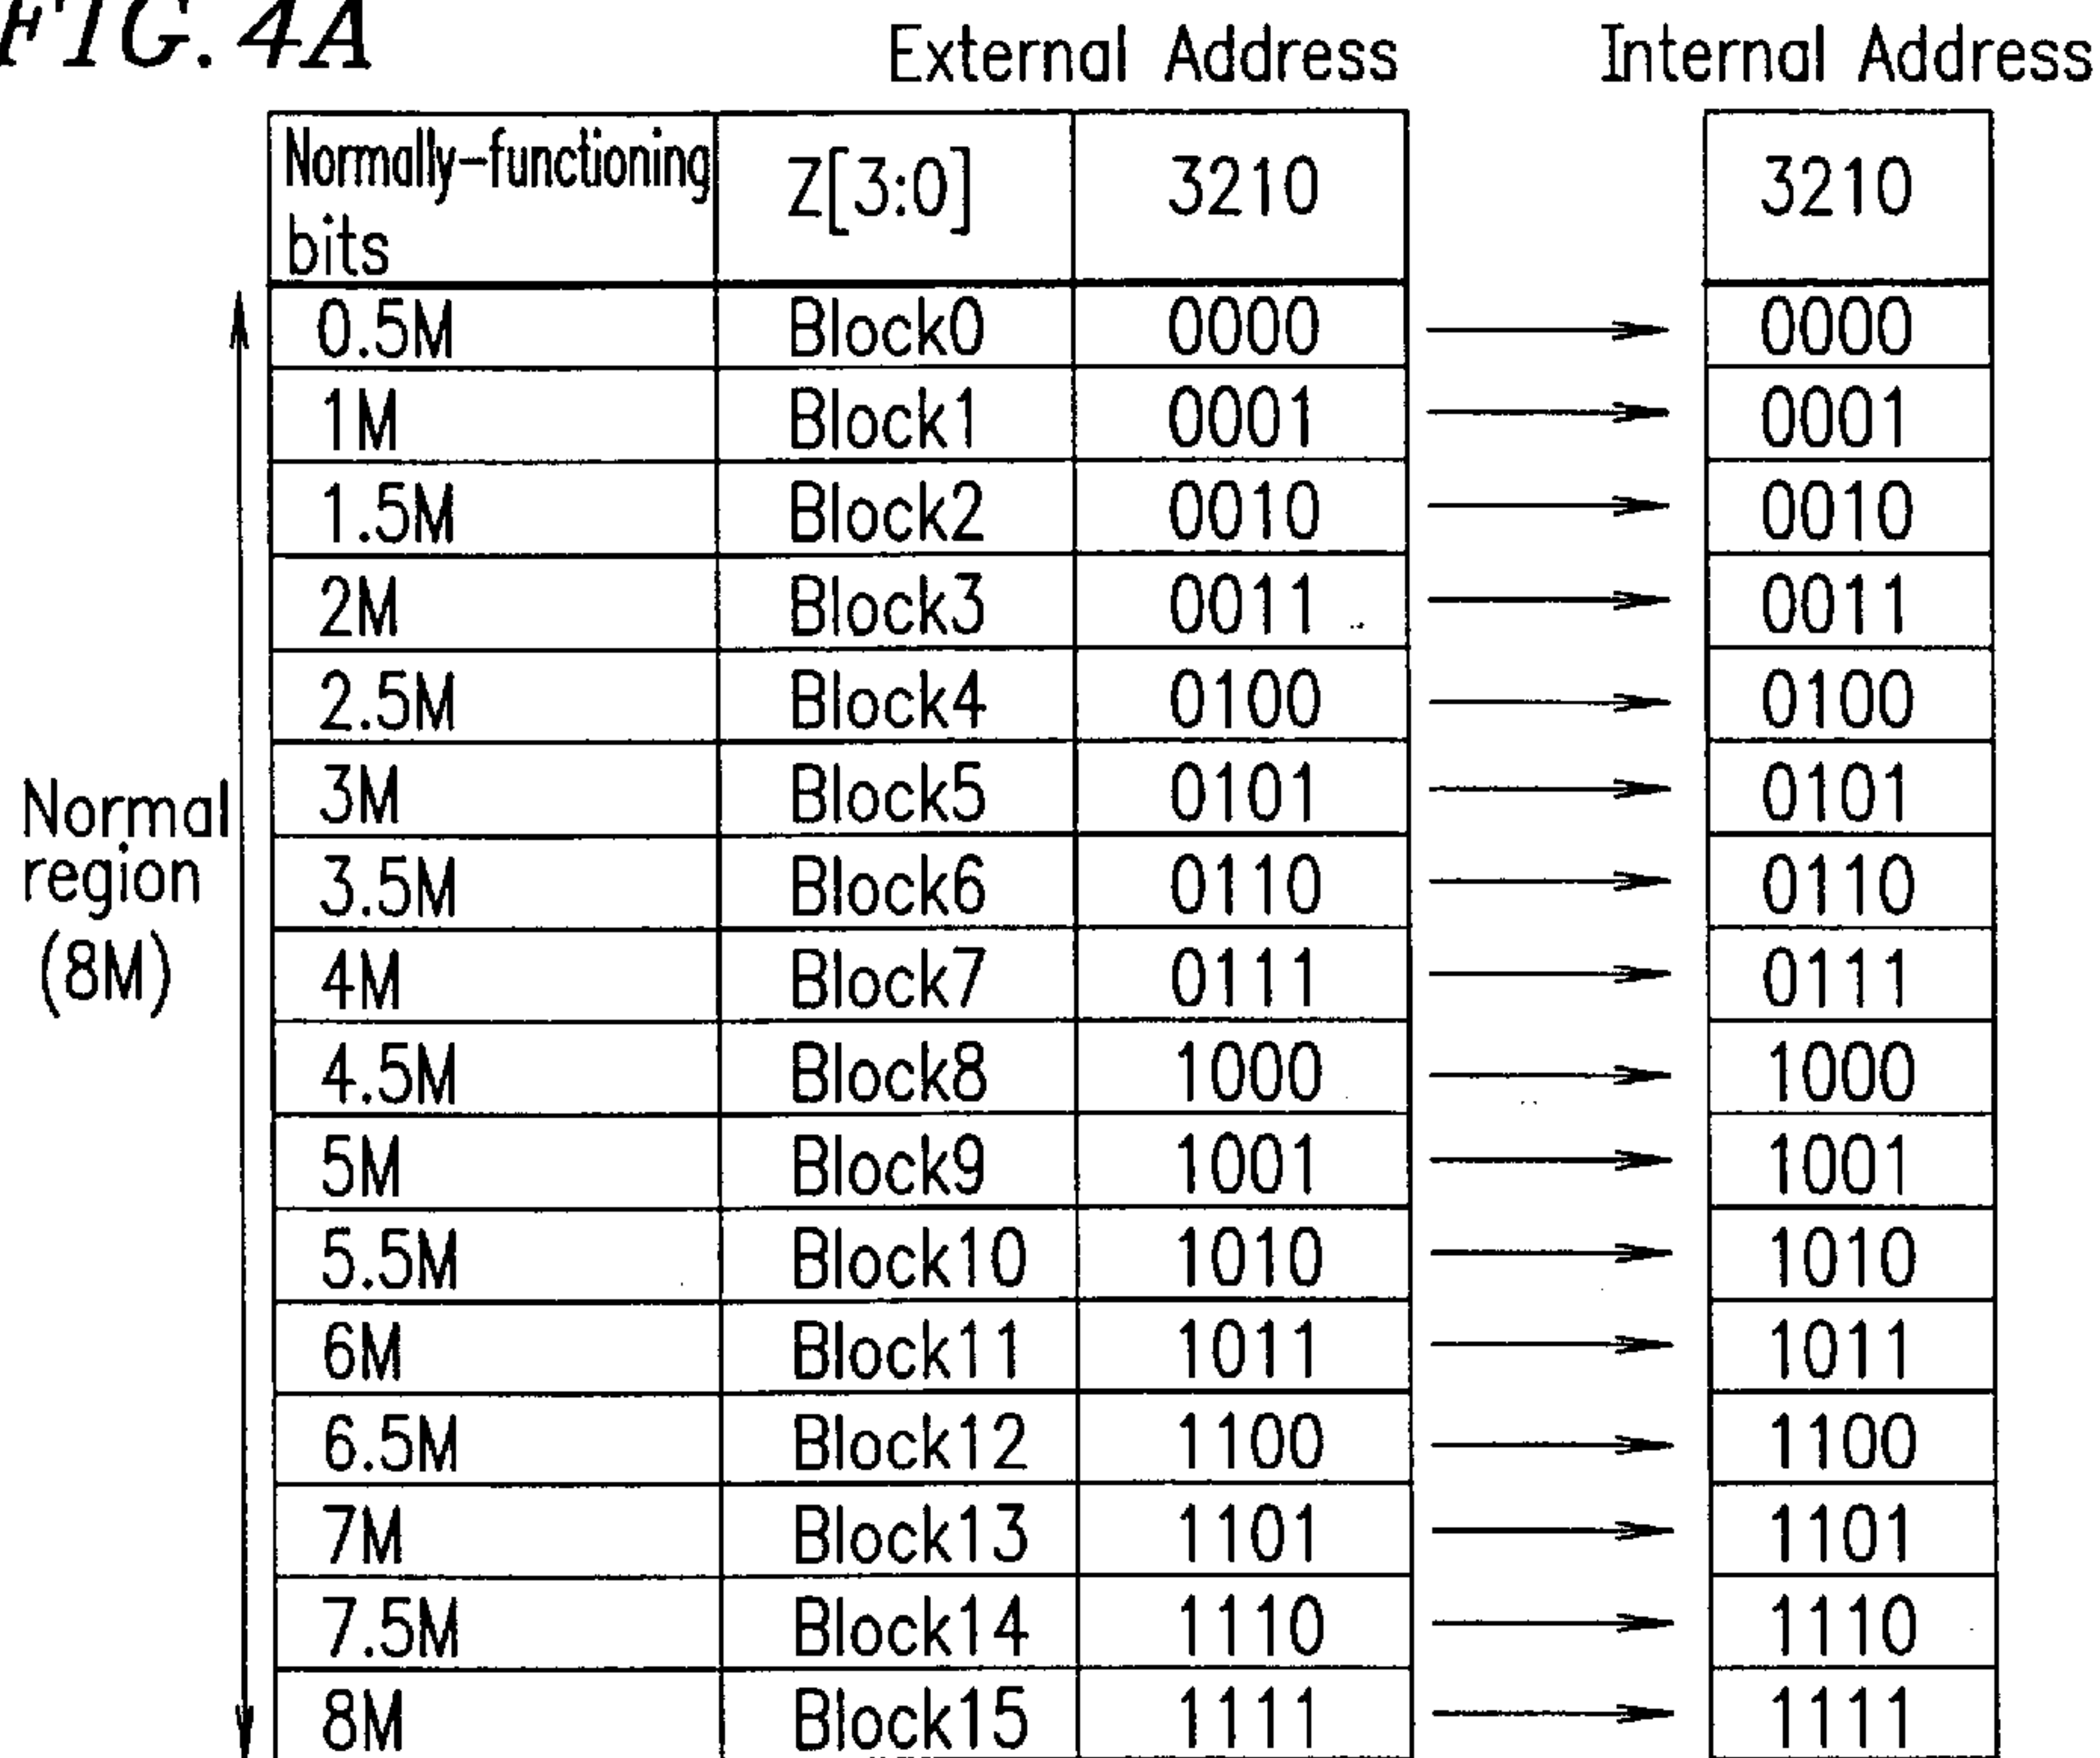 FIG. 4A
External Address Internal Address
Normally-functioning bits Z[3:0] 3210 3210
0.5M Block0 0000 0000
1M Block1 0001 0001
1.5M Block2 0010 0010
2M Block3 0011 0011
2.5M Block4 0100 0100
3M Block5 0101 0101
3.5M Block6 0110 0110
4M Block7 0111 0111
4.5M Block8 1000 1000
5M Block9 1001 1001
5.5M Block10 1010 1010
6M Block11 1011 1011
6.5M Block12 1100 1100
7M Block13 1101 1101
7.5M Block14 1110 1110
8M Block15 1111 1111
Normal
region
(8M)